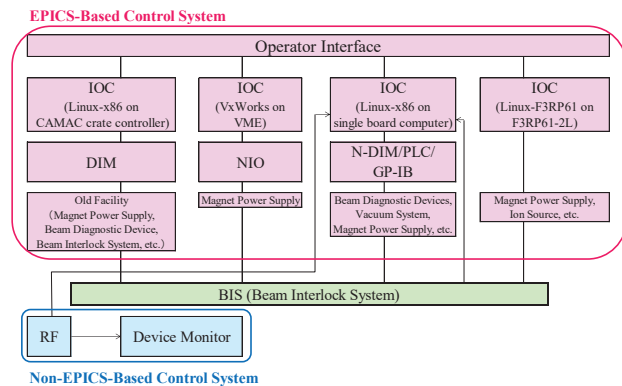 EPICS-Based Control System
Operator Interface
IOC
(Linux-x86 on
CAMAC crate controller)
IOC
(VxWorks on
VME)
IOC
(Linux-x86 on
single board computer)
IOC
(Linux-F3RP61 on
F3RP61-2L)
DIM
NIO
N-DIM/PLC/
GP-IB
Old Facility
(Magnet Power Supply,
Beam Diagnostic Device,
Beam Interlock System, etc.)
Magnet Power Supply
Beam Diagnostic Devices,
Vacuum System,
Magnet Power Supply, etc.
Magnet Power Supply,
Ion Source, etc.
BIS (Beam Interlock System)
RF
Device Monitor
Non-EPICS-Based Control System